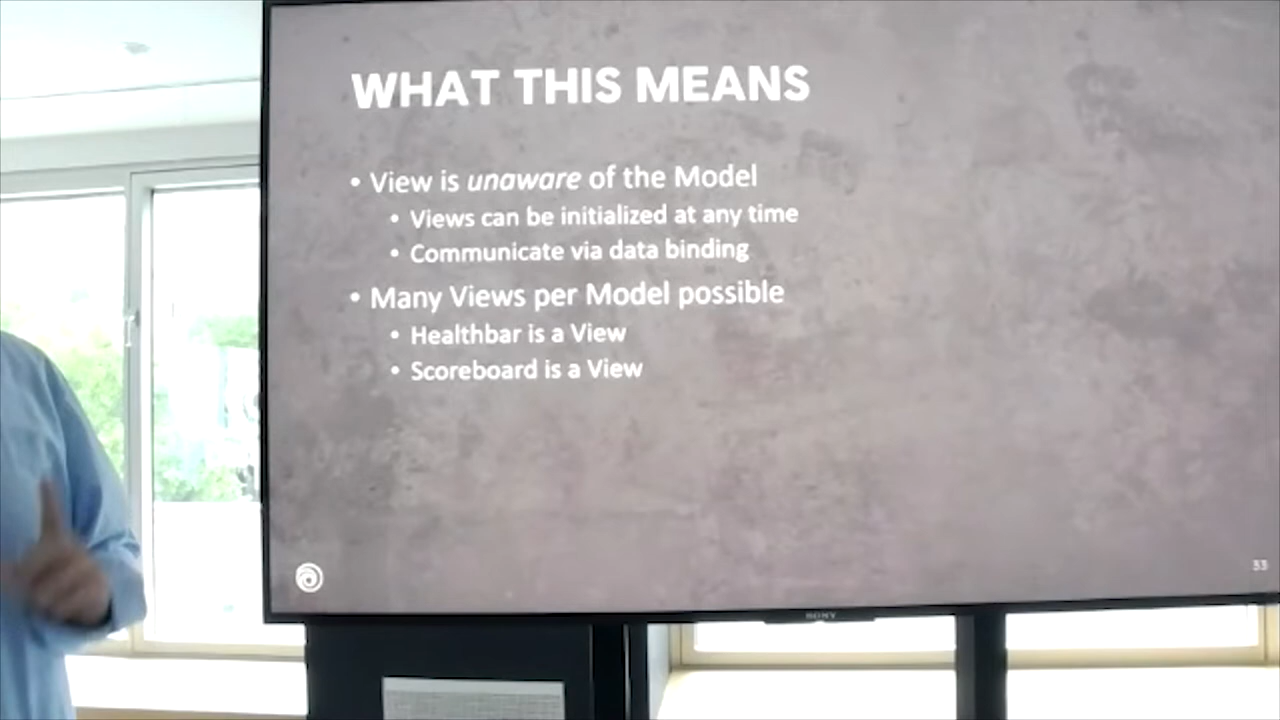 WHAT THIS MEANS
• View is unaware of the Model
• Views can be initialized at any time
• Communicate via data binding
• Many Views per Model possible
• Healthbar is a View
• Scoreboard is a View
33
SONY